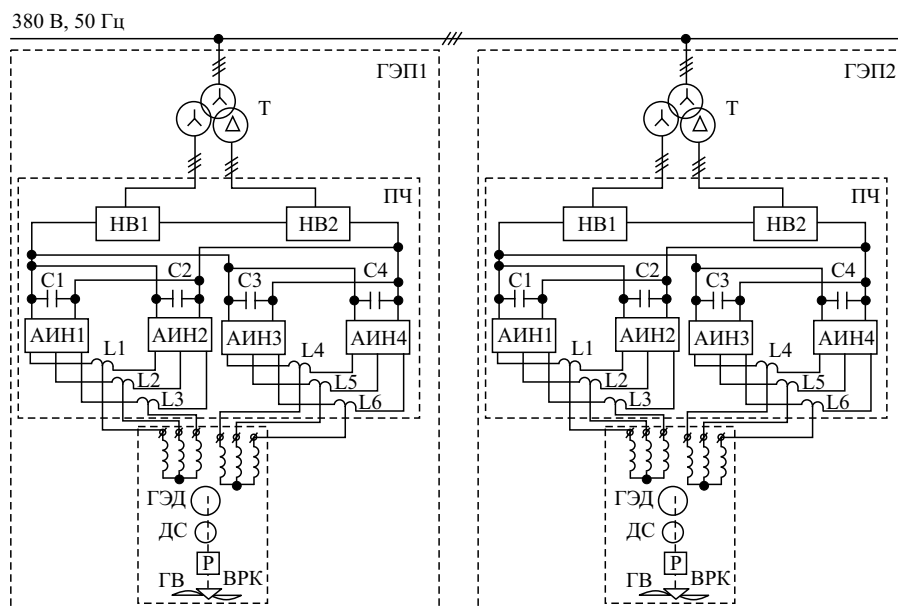 380 В, 50 Гц
ГЭП1
ГЭП2
Т
Т
ПЧ
ПЧ
НВ1
НВ2
НВ1
НВ2
С1
С2
С3
С4
С1
С2
С3
С4
АИН1
АИН2
АИН3
АИН4
АИН1
АИН2
АИН3
АИН4
L1
L4
L1
L4
L2
L5
L2
L5
L3
L6
L3
L6
ГЭД
ГЭД
ДС
ДС
Р
Р
ГВ
ВРК
ГВ
ВРК